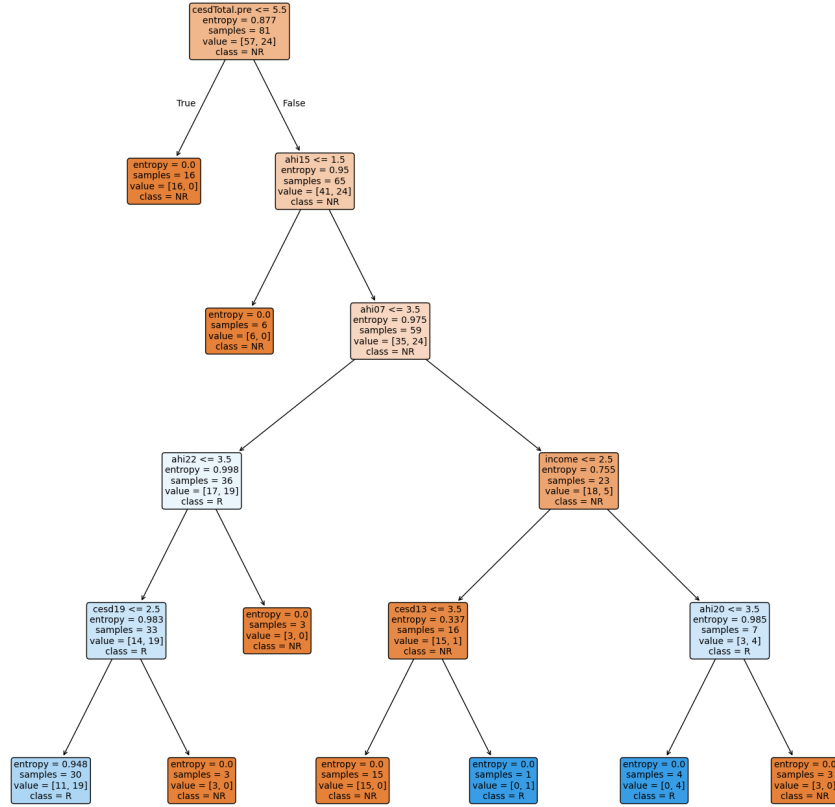 cesdTotal.pre <= 5.5
entropy = 0.877
samples = 81
value = [57, 24]
class = NR
True
False
entropy = 0.0
samples = 16
value = [16, 0]
class = NR
ahi15 <= 1.5
entropy = 0.95
samples = 65
value = [41, 24]
class = NR
entropy = 0.0
samples = 6
value = [6, 0]
class = NR
ahi07 <= 3.5
entropy = 0.975
samples = 59
value = [35, 24]
class = NR
ahi22 <= 3.5
entropy = 0.998
samples = 36
value = [17, 19]
class = R
income <= 2.5
entropy = 0.755
samples = 23
value = [18, 5]
class = NR
cesd19 <= 2.5
entropy = 0.983
samples = 33
value = [14, 19]
class = R
entropy = 0.0
samples = 3
value = [3, 0]
class = NR
cesd13 <= 3.5
entropy = 0.337
samples = 16
value = [15, 1]
class = NR
ahi20 <= 3.5
entropy = 0.985
samples = 7
value = [3, 4]
class = R
entropy = 0.948
samples = 30
value = [11, 19]
class = R
entropy = 0.0
samples = 3
value = [3, 0]
class = NR
entropy = 0.0
samples = 15
value = [15, 0]
class = NR
entropy = 0.0
samples = 1
value = [0, 1]
class = R
entropy = 0.0
samples = 4
value = [0, 4]
class = R
entropy = 0.0
samples = 3
value = [3, 0]
class = NR